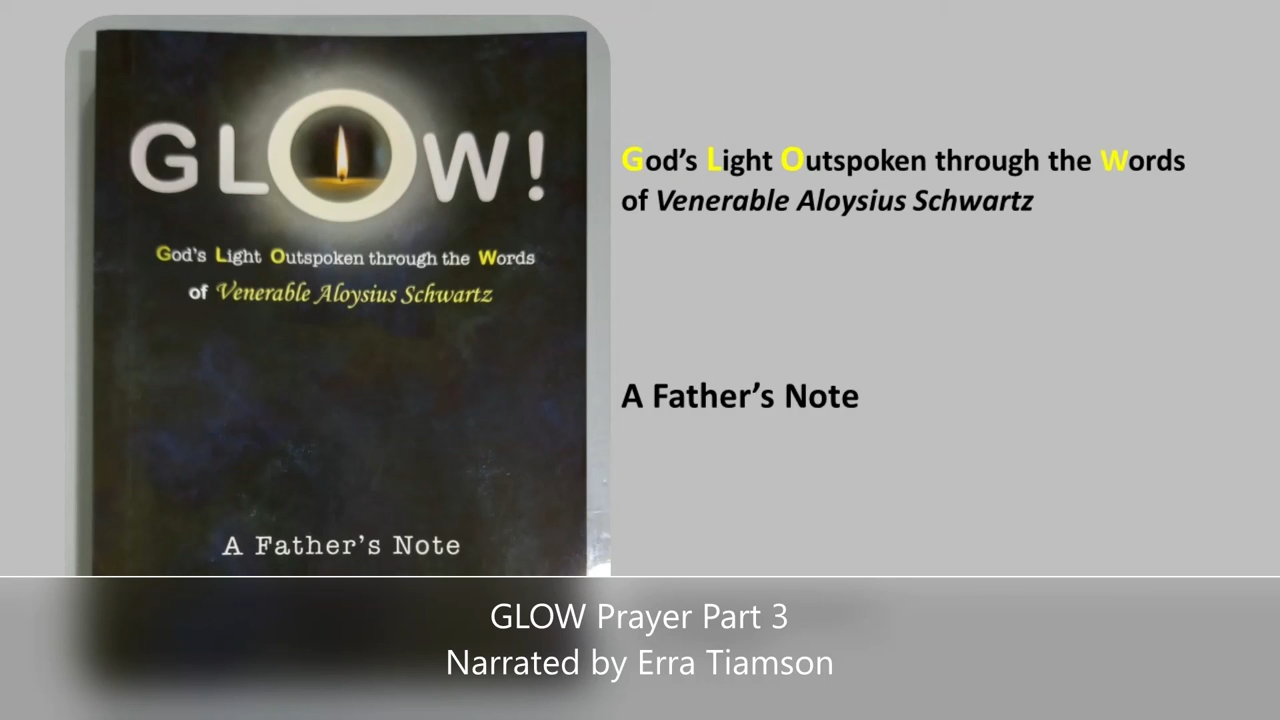 GLOW!
God's Light Outspoken through the Words
of Venerable Aloysius Schwartz
A Father's Note
God's Light Outspoken through the Words
of Venerable Aloysius Schwartz
A Father's Note
GLOW Prayer Part 3
Narrated by Erra Tiamson